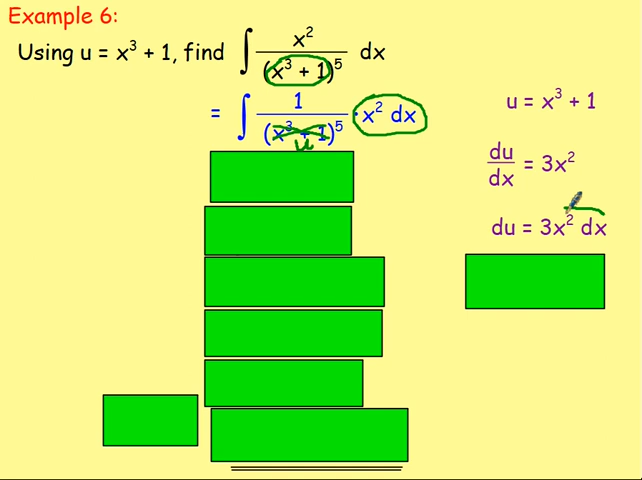 Example 6:
Using u = x³ + 1, find ∫ x² / (x³ + 1)⁵ dx
= ∫ 1 / (x³ + 1)⁵ · x² dx
u
u = x³ + 1
du/dx = 3x²
du = 3x² dx